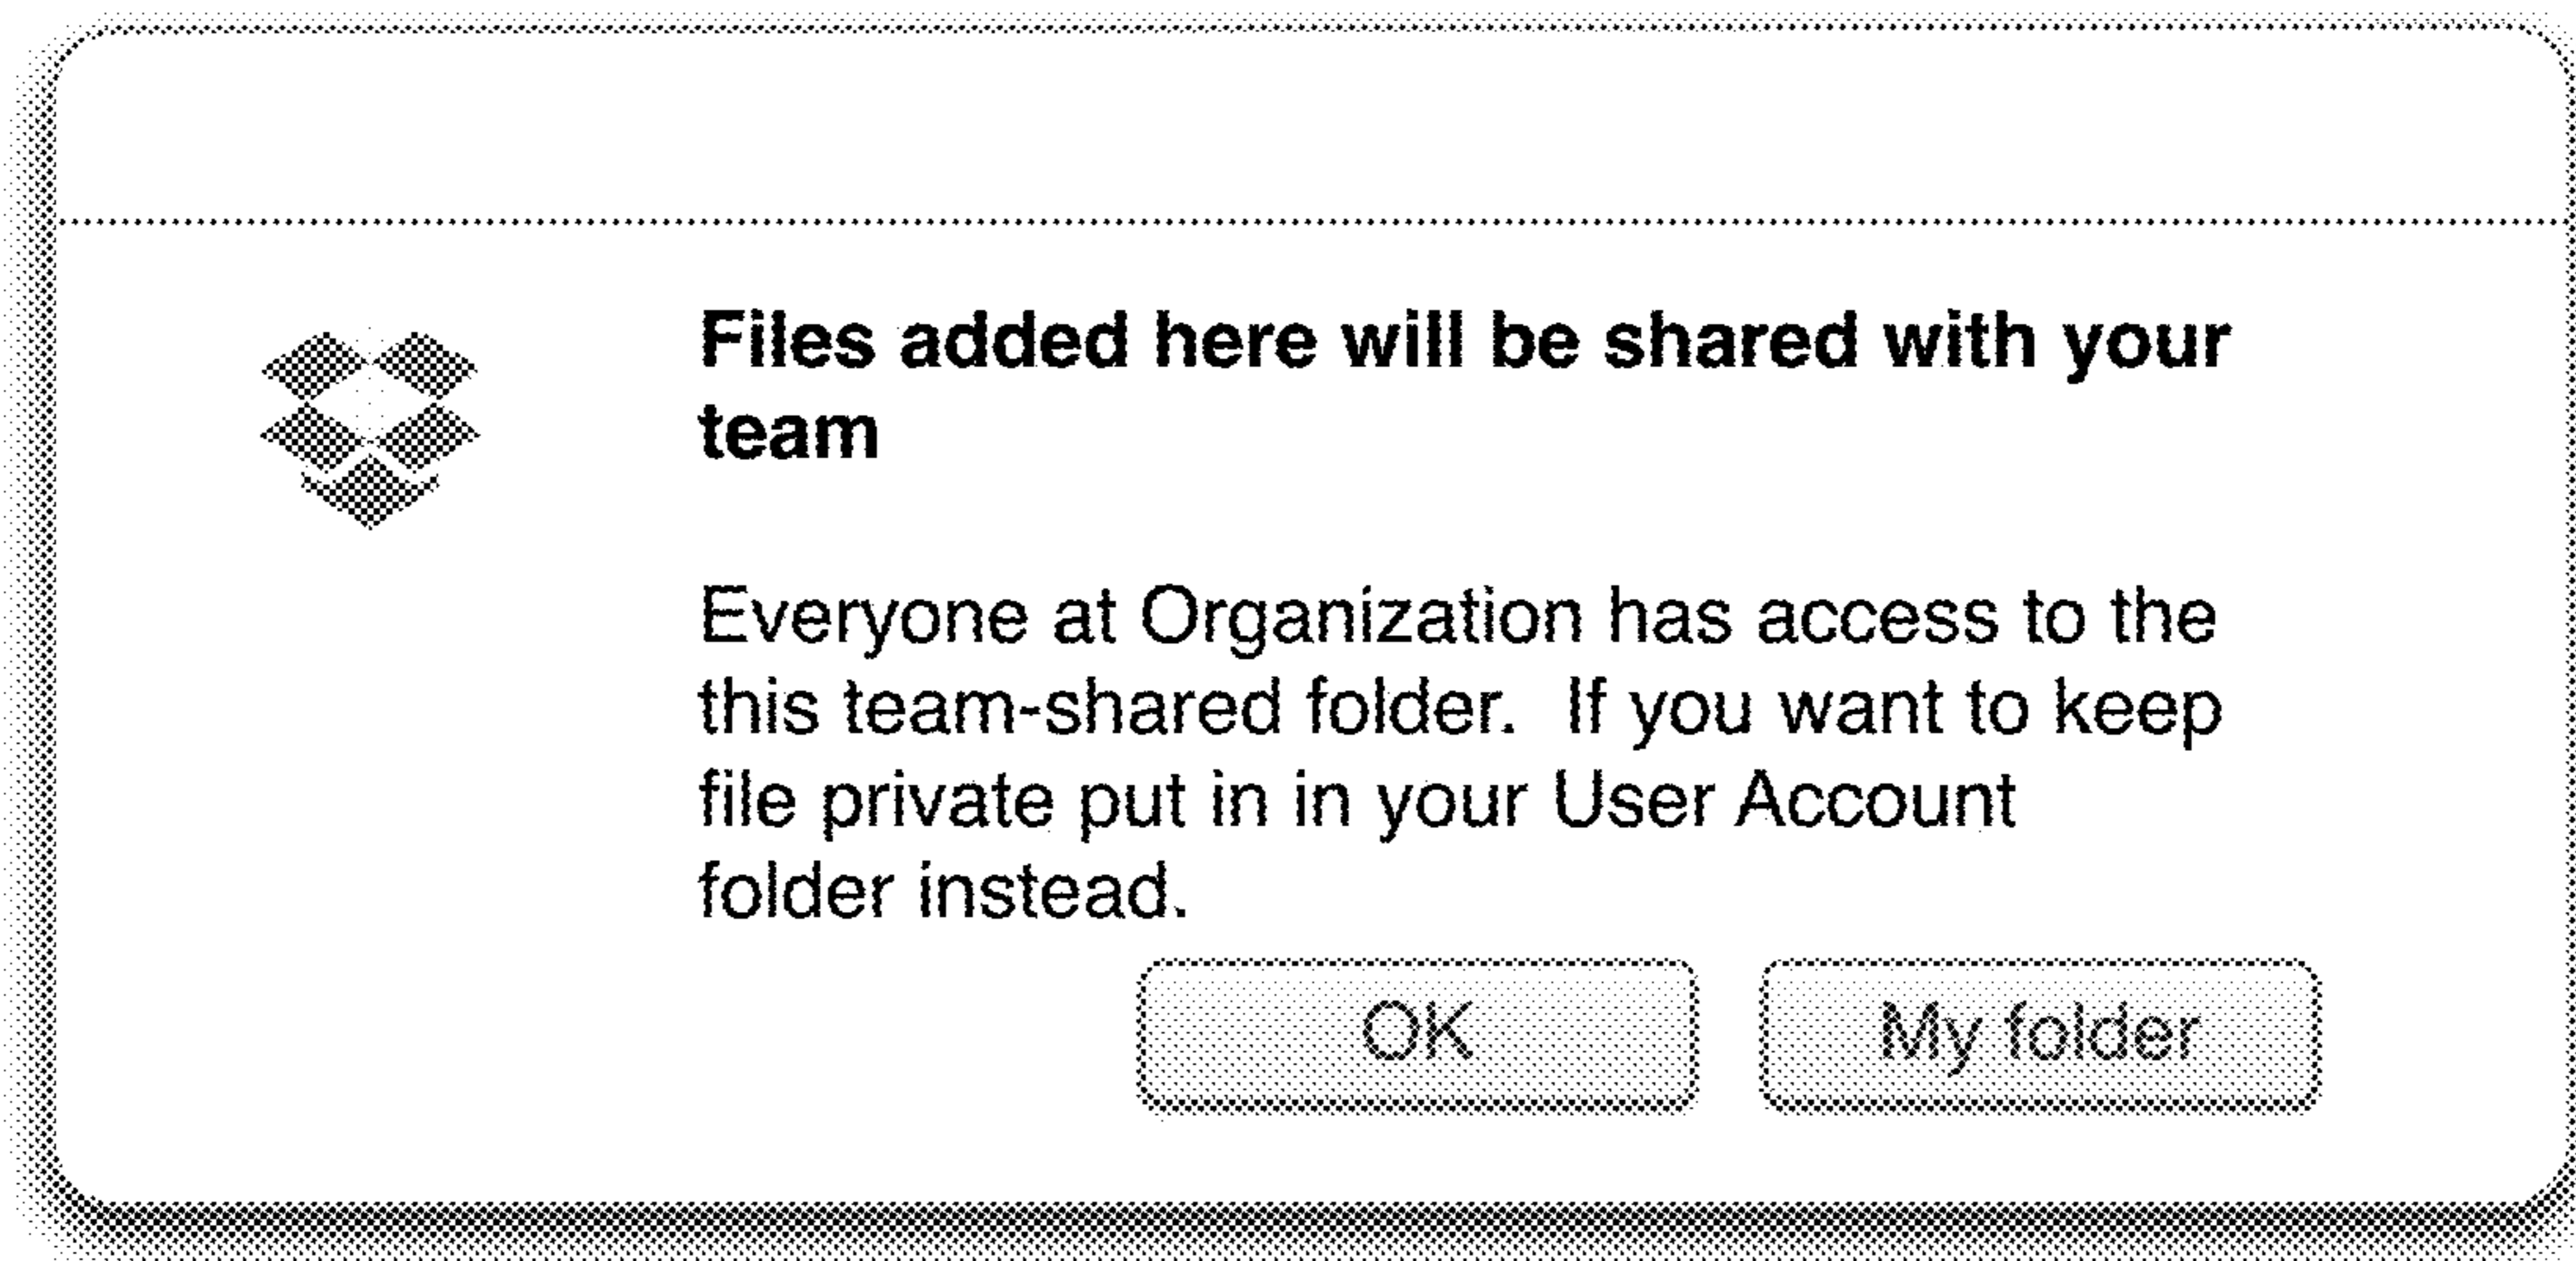 Files added here will be shared with your
team
Everyone at Organization has access to the
this team-shared folder.  If you want to keep
file private put in in your User Account
folder instead.
OK
My folder